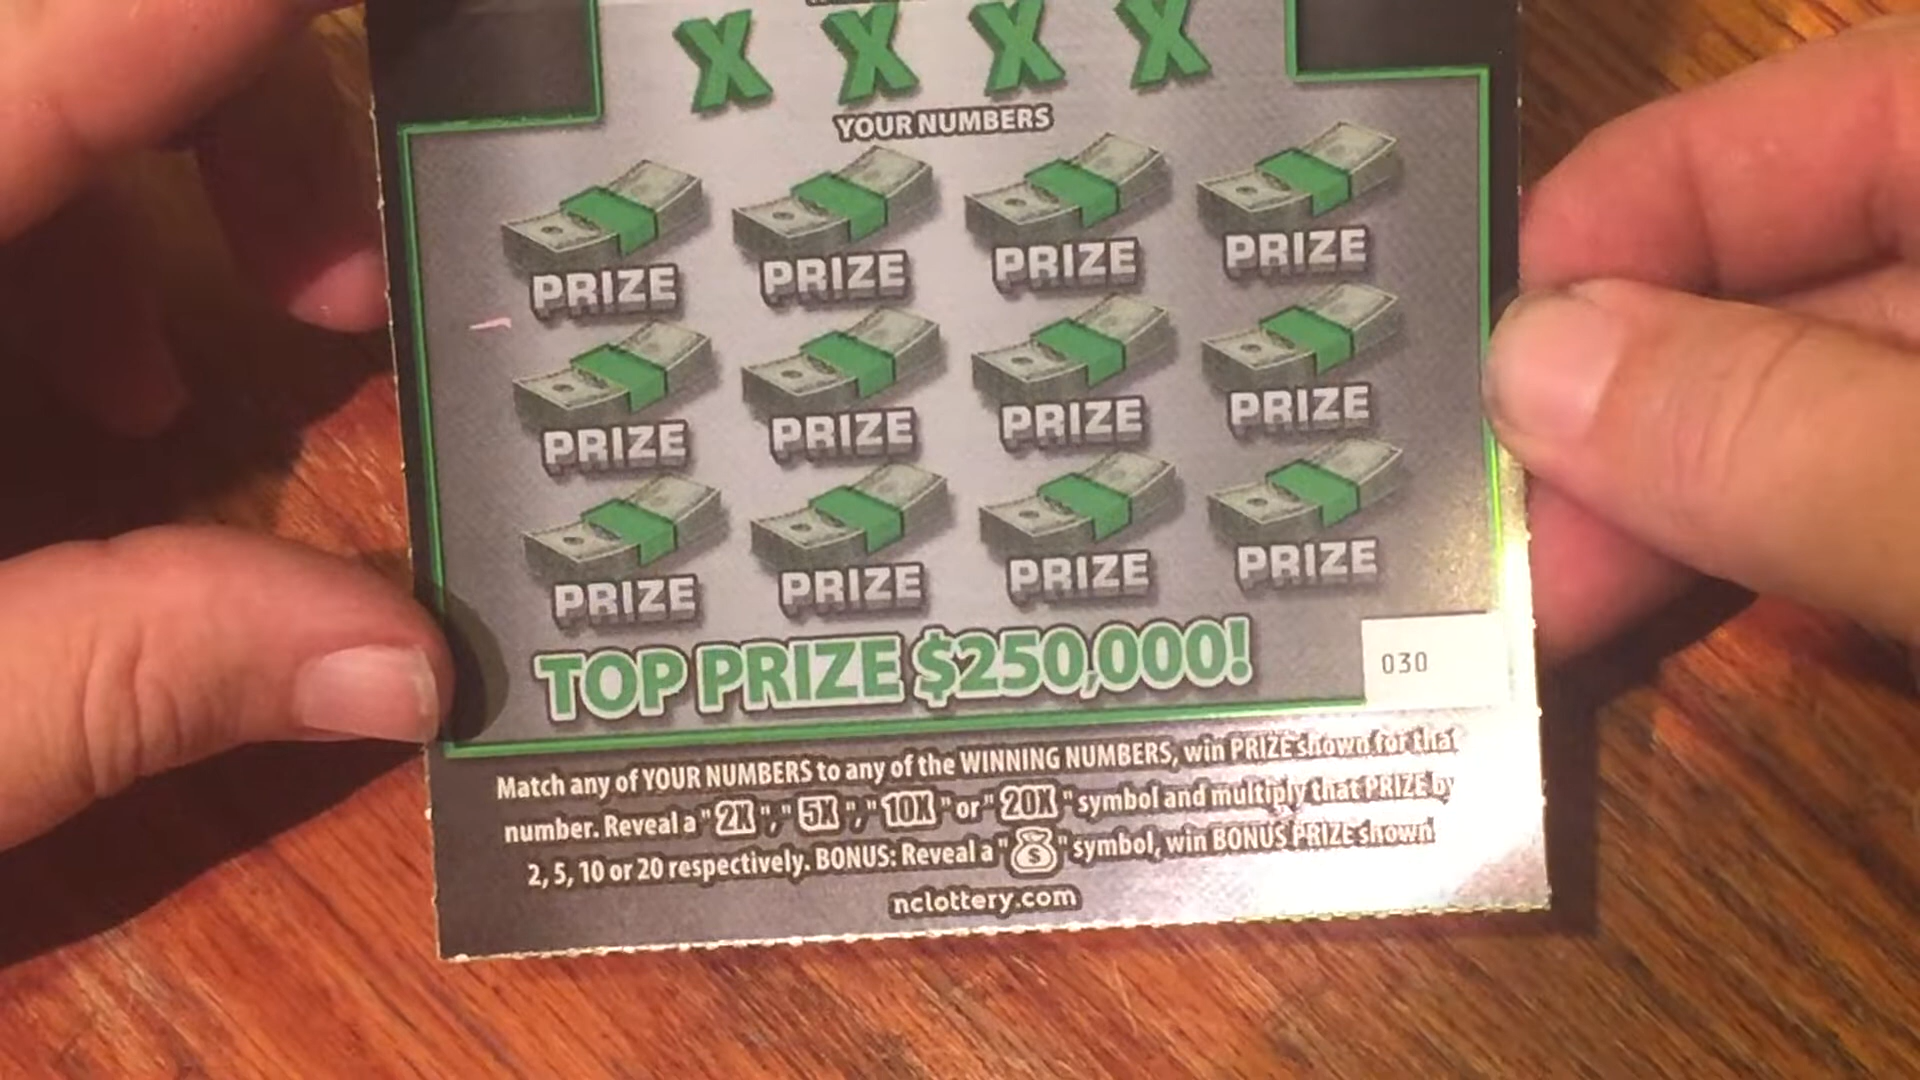 X X X X
YOUR NUMBERS
PRIZE PRIZE PRIZE PRIZE
PRIZE PRIZE PRIZE PRIZE
PRIZE PRIZE PRIZE PRIZE
TOP PRIZE $250,000!
030
Match any of YOUR NUMBERS to any of the WINNING NUMBERS, win PRIZE shown for that
number. Reveal a "2X", "5X", "10X" or "20X" symbol and multiply that PRIZE by
2, 5, 10 or 20 respectively. BONUS: Reveal a "$" symbol, win BONUS PRIZE shown
nclottery.com